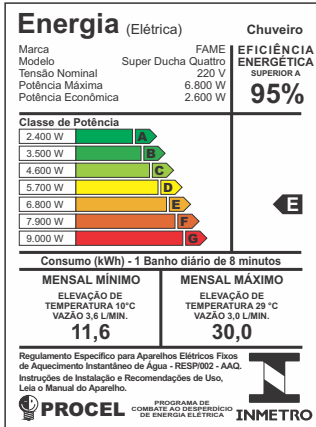 Energia (Elétrica) Chuveiro
Marca FAME
Modelo Super Ducha Quattro
Tensão Nominal 220 V
Potência Máxima 6.800 W
Potência Econômica 2.600 W
EFICIÊNCIA
ENERGÉTICA
SUPERIOR A
95%
Classe de Potência
2.400 W A
3.500 W B
4.600 W C
5.700 W D
6.800 W E
7.900 W F
9.000 W G
E
Consumo (kWh) - 1 Banho diário de 8 minutos
MENSAL MÍNIMO
ELEVAÇÃO DE
TEMPERATURA 10°C
VAZÃO 3,6 L/MIN.
11,6
MENSAL MÁXIMO
ELEVAÇÃO DE
TEMPERATURA 29 °C
VAZÃO 3,0 L/MIN.
30,0
Regulamento Específico para Aparelhos Elétricos Fixos
de Aquecimento Instantâneo de Água - RESP/002 - AAQ.
Instruções de Instalação e Recomendações de Uso,
Leia o Manual do Aparelho.
PROCEL
PROGRAMA DE
COMBATE AO DESPERDÍCIO
DE ENERGIA ELÉTRICA
INMETRO